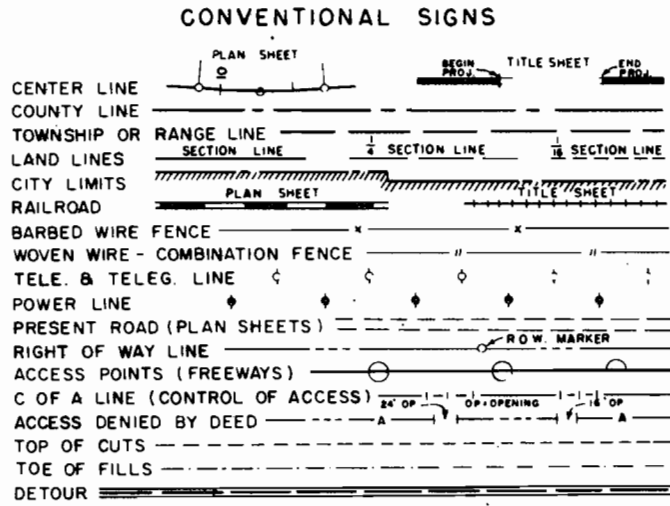 CONVENTIONAL SIGNS
PLAN SHEET
10
BEGIN PROJ.
TITLE SHEET
END PROJ.
CENTER LINE
COUNTY LINE
TOWNSHIP OR RANGE LINE
LAND LINES SECTION LINE 1/4 SECTION LINE 1/16 SECTION LINE
CITY LIMITS
PLAN SHEET TITLE SHEET
RAILROAD
BARBED WIRE FENCE
WOVEN WIRE - COMBINATION FENCE
TELE. & TELEG. LINE
POWER LINE
PRESENT ROAD (PLAN SHEETS)
RIGHT OF WAY LINE R.O.W. MARKER
ACCESS POINTS (FREEWAYS)
C OF A LINE (CONTROL OF ACCESS)
24' OP OP=OPENING 16' OP
ACCESS DENIED BY DEED A A
TOP OF CUTS
TOE OF FILLS
DETOUR